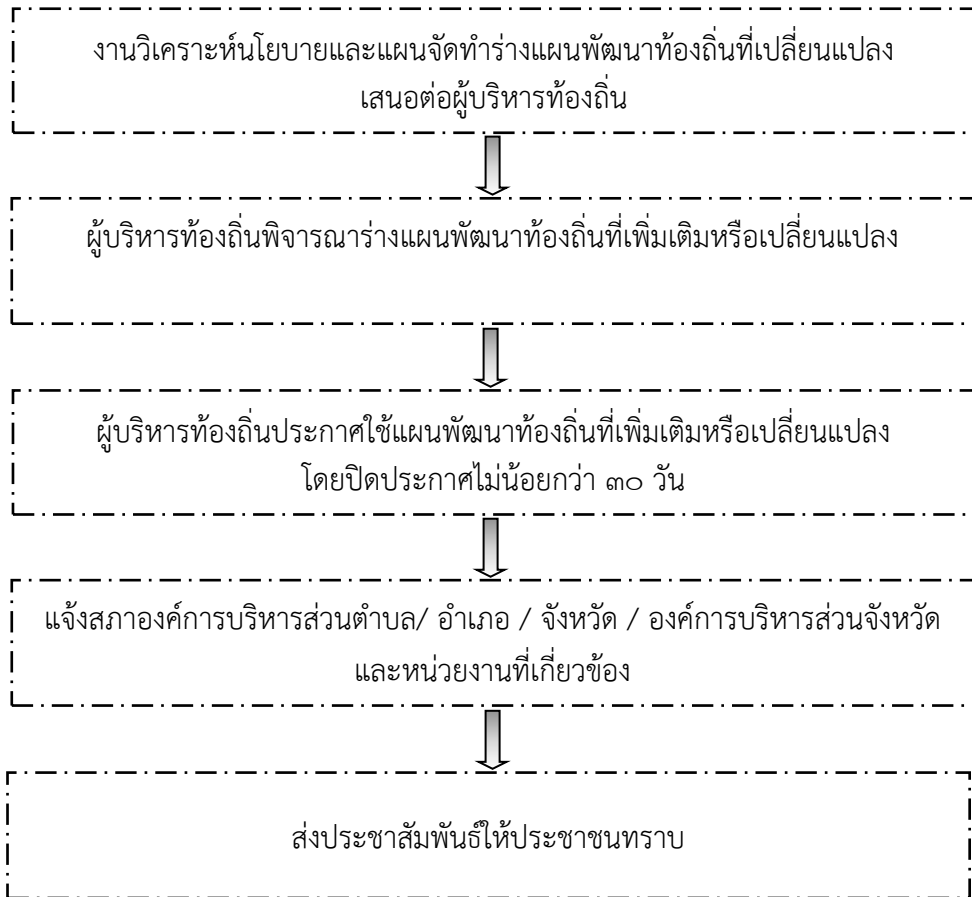 งานวิเคราะห์นโยบายและแผนจัดทำร่างแผนพัฒนาท้องถิ่นที่เปลี่ยนแปลง
เสนอต่อผู้บริหารท้องถิ่น
ผู้บริหารท้องถิ่นพิจารณาร่างแผนพัฒนาท้องถิ่นที่เพิ่มเติมหรือเปลี่ยนแปลง
ผู้บริหารท้องถิ่นประกาศใช้แผนพัฒนาท้องถิ่นที่เพิ่มเติมหรือเปลี่ยนแปลง
โดยปิดประกาศไม่น้อยกว่า ๓๐ วัน
แจ้งสภาองค์การบริหารส่วนตำบล/ อำเภอ / จังหวัด / องค์การบริหารส่วนจังหวัด
และหน่วยงานที่เกี่ยวข้อง
ส่งประชาสัมพันธ์ให้ประชาชนทราบ